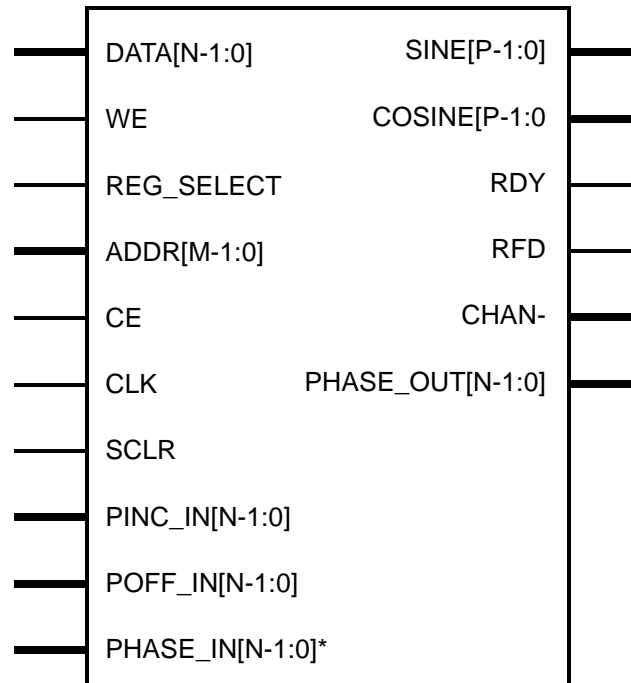 DATA[N-1:0]
SINE[P-1:0]
WE
COSINE[P-1:0
REG_SELECT
RDY
ADDR[M-1:0]
RFD
CE
CHAN-
CLK
PHASE_OUT[N-1:0]
SCLR
PINC_IN[N-1:0]
POFF_IN[N-1:0]
PHASE_IN[N-1:0]*